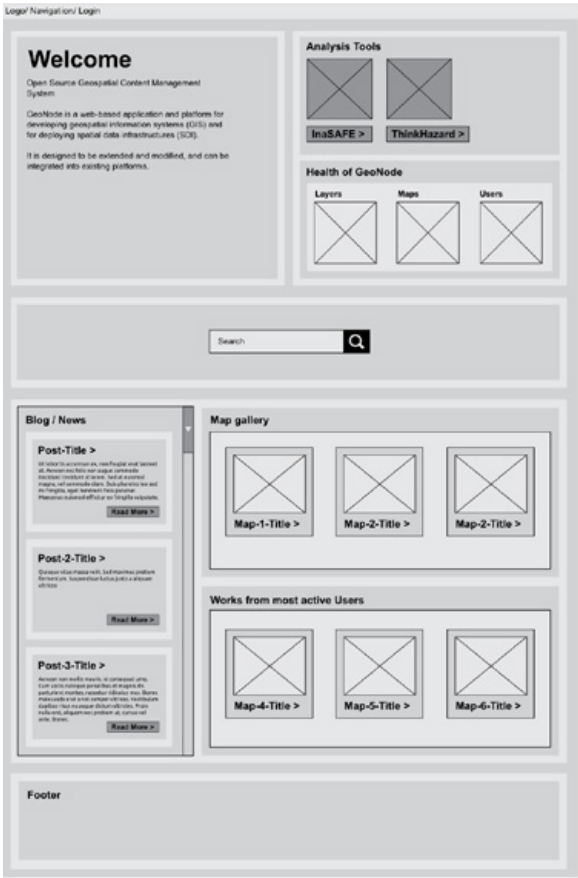 Logo/ Navigation/ Login
Welcome
Open Source Geospatial Content Management
System
GeoNode is a web-based application and platform for
developing geospatial information systems (GIS) and
for deploying spatial data infrastructures (SDI).
It is designed to be extended and modified, and can be
integrated into existing platforms.
Analysis Tools
InaSAFE >
ThinkHazard >
Health of GeoNode
Layers
Maps
Users
Search
Blog / News
Post-Title >
Read More >
Post-2-Title >
Read More >
Post-3-Title >
Read More >
Map gallery
Map-1-Title >
Map-2-Title >
Map-2-Title >
Works from most active Users
Map-4-Title >
Map-5-Title >
Map-6-Title >
Footer